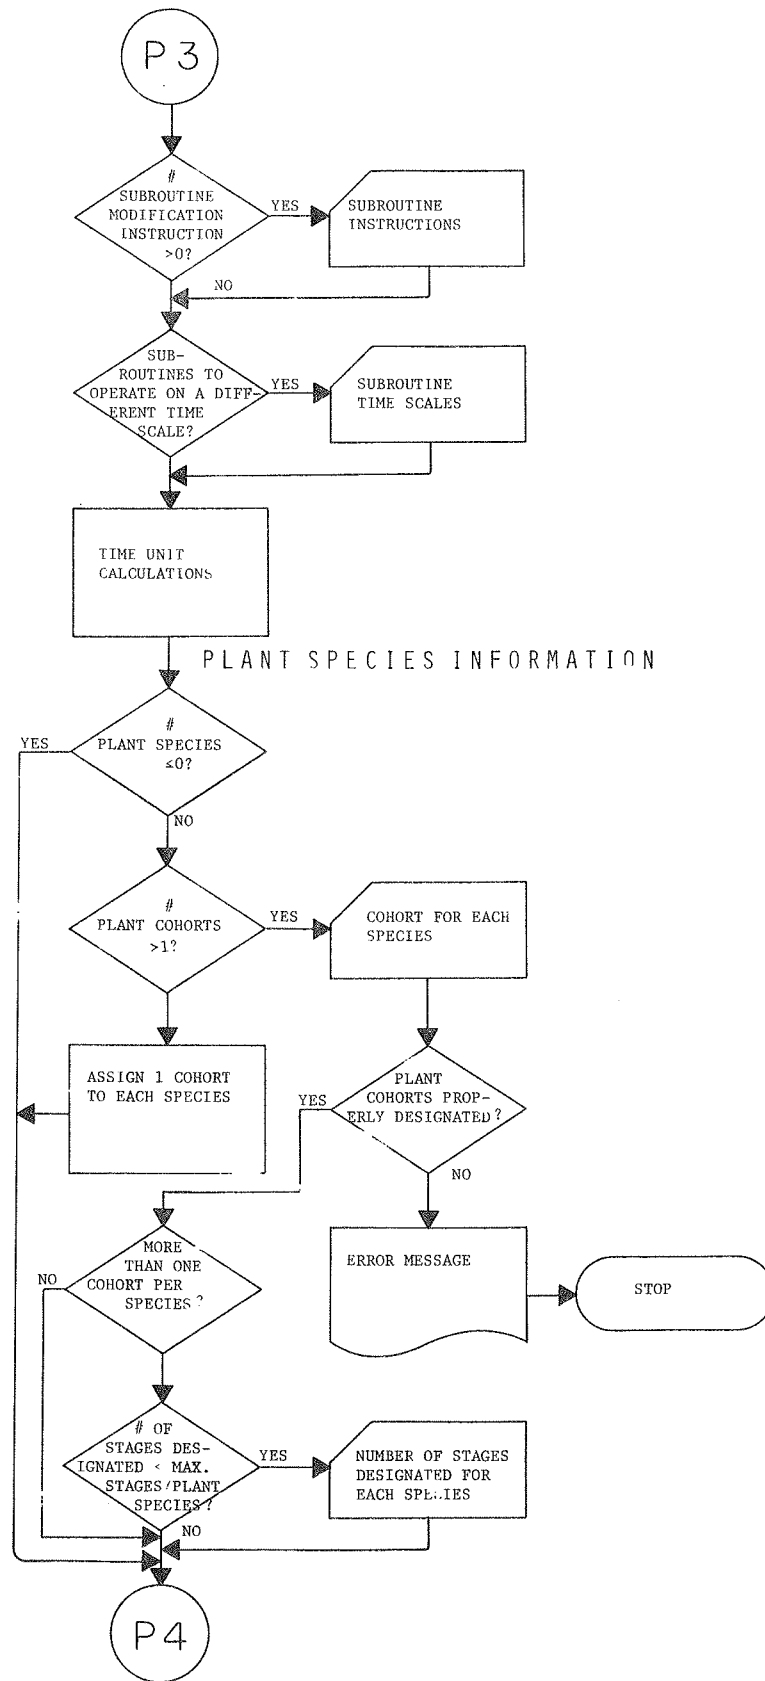 P3
#
SUBROUTINE
MODIFICATION
INSTRUCTION
>0?
YES
SUBROUTINE
INSTRUCTIONS
NO
SUB-
ROUTINES TO
OPERATE ON A DIFF-
ERENT TIME
SCALE?
YES
SUBROUTINE
TIME SCALES
TIME UNIT
CALCULATIONS
PLANT SPECIES INFORMATION
#
PLANT SPECIES
≤0?
YES
NO
#
PLANT COHORTS
>1?
YES
COHORT FOR EACH
SPECIES
ASSIGN 1 COHORT
TO EACH SPECIES
PLANT
COHORTS PROP-
ERLY DESIGNATED?
YES
NO
MORE
THAN ONE
COHORT PER
SPECIES?
NO
ERROR MESSAGE
STOP
# OF
STAGES DES-
IGNATED < MAX.
STAGES/PLANT
SPECIES?
YES
NUMBER OF STAGES
DESIGNATED FOR
EACH SPECIES
NO
P4